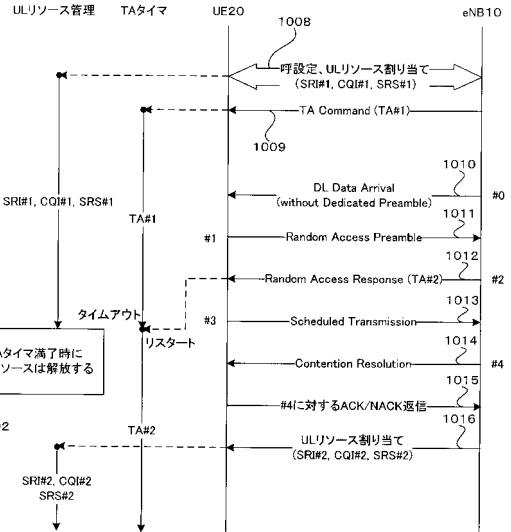 ULリソース管理 TAタイマ UE20 eNB10
1008
呼設定、ULリソース割り当て
(SRI#1, CQI#1, SRS#1)
TA Command (TA#1)
1009
1010
DL Data Arrival
(without Dedicated Preamble)
#0
SRI#1, CQI#1, SRS#1
TA#1
1011
#1
Random Access Preamble
1012
Random Access Response (TA#2)
#2
1013
タイムアウト
#3
Scheduled Transmission
リスタート
タイマ満了時に
ソースは解放する
1014
Contention Resolution
#4
1015
#4に対するACK/NACK返信
1016
TA#2
ULリソース割り当て
(SRI#2, CQI#2, SRS#2)
SRI#2, CQI#2
SRS#2